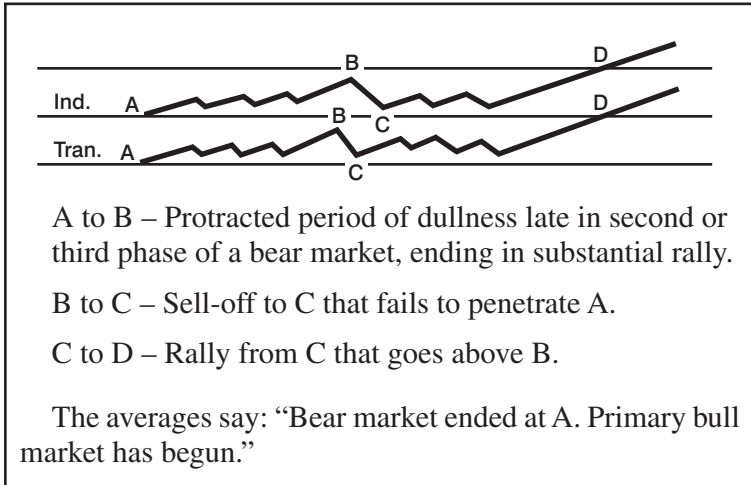 B D
Ind. A B C D
Tran. A C
A to B – Protracted period of dullness late in second or
third phase of a bear market, ending in substantial rally.
B to C – Sell-off to C that fails to penetrate A.
C to D – Rally from C that goes above B.
The averages say: “Bear market ended at A. Primary bull
market has begun.”